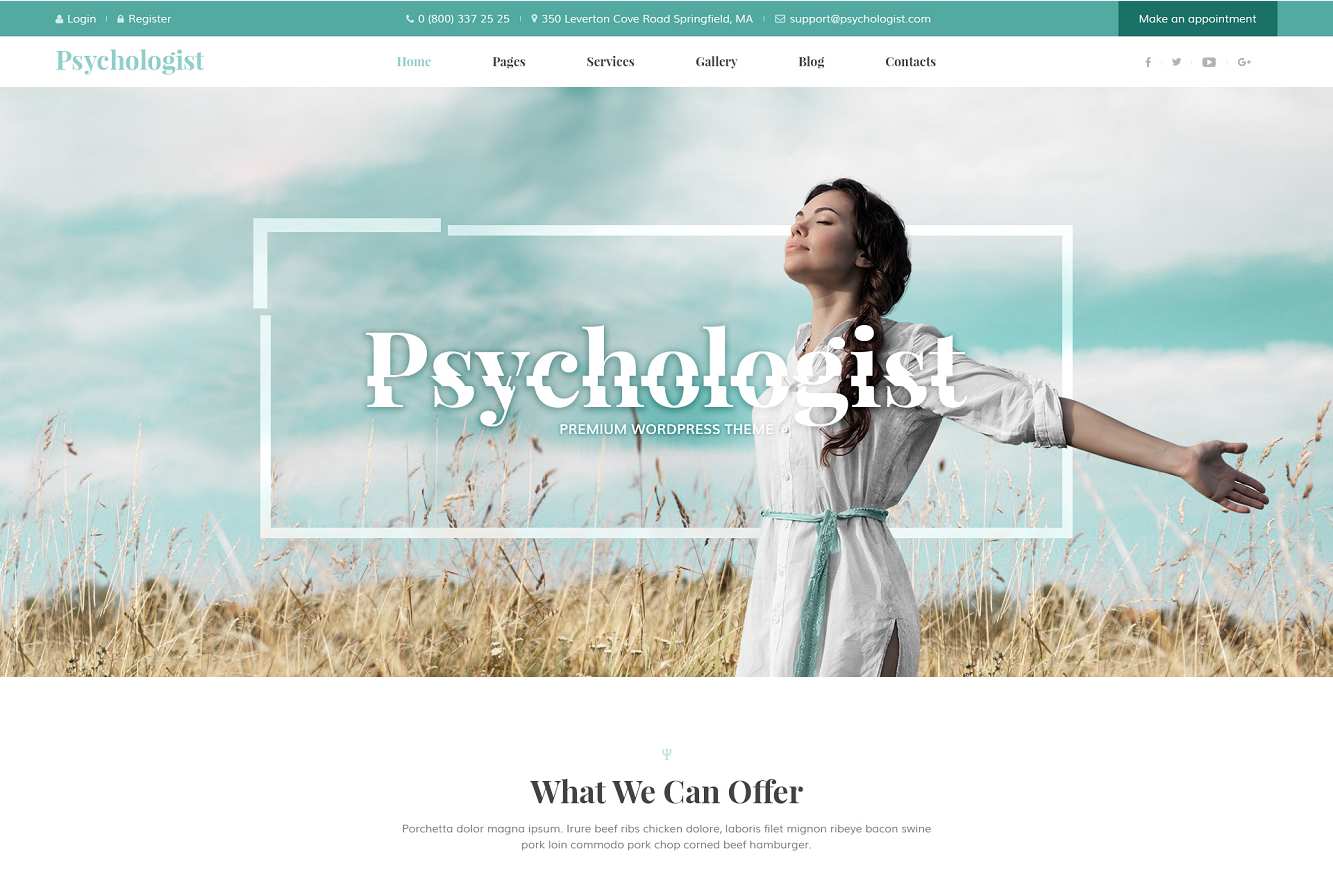 Login
Register
0 (800) 337 25 25
350 Leverton Cove Road Springfield, MA
support@psychologist.com
Make an appointment
Psychologist
Home
Pages
Services
Gallery
Blog
Contacts
Psychologist
PREMIUM WORDPRESS THEME
What We Can Offer
Porchetta dolor magna ipsum. Irure beef ribs chicken dolore, laboris filet mignon ribeye bacon swine
pork loin commodo pork chop corned beef hamburger.